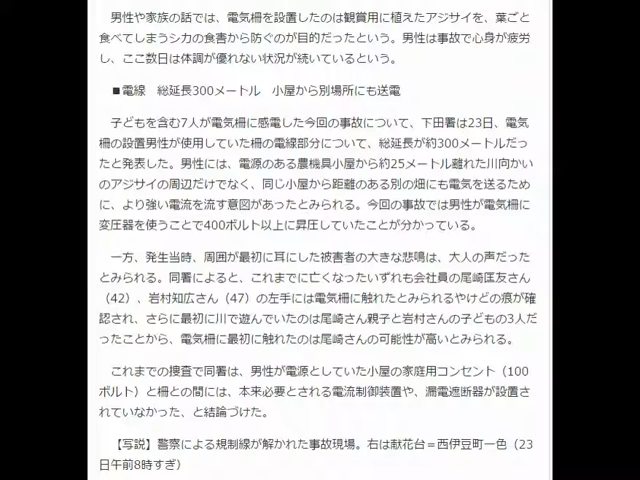 男性や家族の話では、電気柵を設置したのは観賞用に植えたアジサイを、葉ごと
食べてしまうシカの食害から防ぐのが目的だったという。男性は事故で心身が疲労
し、ここ数日は体調が優れない状況が続いているという。
■電線　総延長300メートル　小屋から別場所にも送電
子どもを含む7人が電気柵に感電した今回の事故について、下田署は23日、電気
柵の設置男性が使用していた柵の電線部分について、総延長が約300メートルだっ
たと発表した。男性には、電源のある農機具小屋から約25メートル離れた川向かい
のアジサイの周辺だけでなく、同じ小屋から距離のある別の畑にも電気を送るため
に、より強い電流を流す意図があったとみられる。今回の事故では男性が電気柵に
変圧器を使うことで400ボルト以上に昇圧していたことが分かっている。
一方、発生当時、周囲が最初に耳にした被害者の大きな悲鳴は、大人の声だった
とみられる。同署によると、これまでに亡くなったいずれも会社員の尾崎匡友さん
（42）、岩村知広さん（47）の左手には電気柵に触れたとみられるやけどの痕が確
認され、さらに最初に川で遊んでいたのは尾崎さん親子と岩村さんの子どもの3人だ
ったことから、電気柵に最初に触れたのは尾崎さんの可能性が高いとみられる。
これまでの捜査で同署は、男性が電源としていた小屋の家庭用コンセント（100
ボルト）と柵との間には、本来必要とされる電流制御装置や、漏電遮断器が設置さ
れていなかった、と結論づけた。
【写説】警察による規制線が解かれた事故現場。右は献花台＝西伊豆町一色（23
日午前8時すぎ）